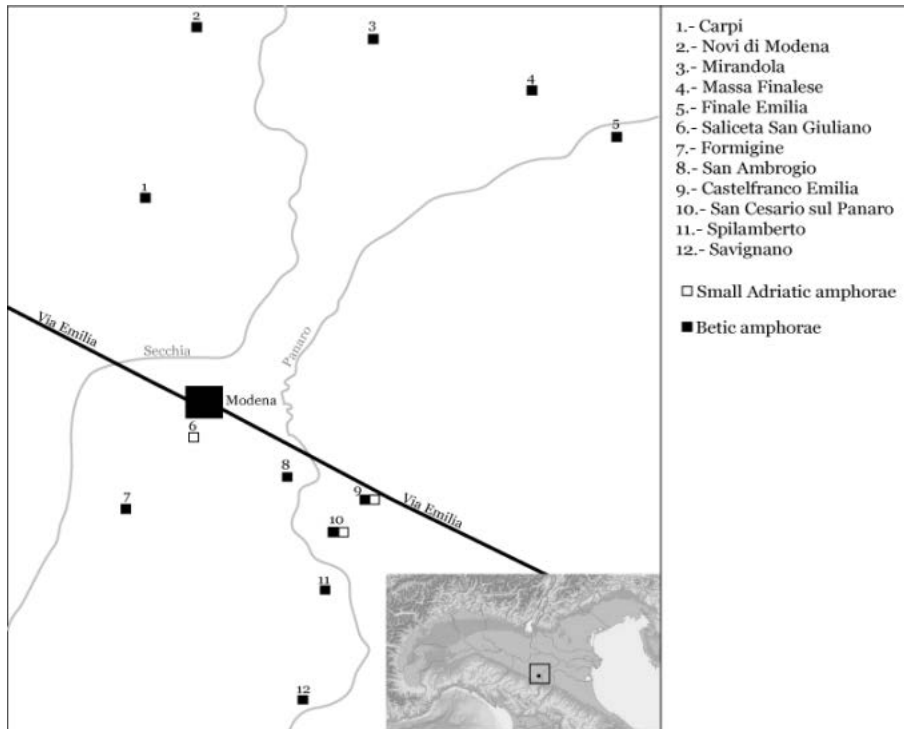 2
3
4
5
1
Via Emilia
Secchia
Panaro
Modena
6
8
7
9
Via Emilia
10
11
12
1.- Carpi
2.- Novi di Modena
3.- Mirandola
4.- Massa Finalese
5.- Finale Emilia
6.- Saliceta San Giuliano
7.- Formigine
8.- San Ambrogio
9.- Castelfranco Emilia
10.- San Cesario sul Panaro
11.- Spilamberto
12.- Savignano
Small Adriatic amphorae
Betic amphorae